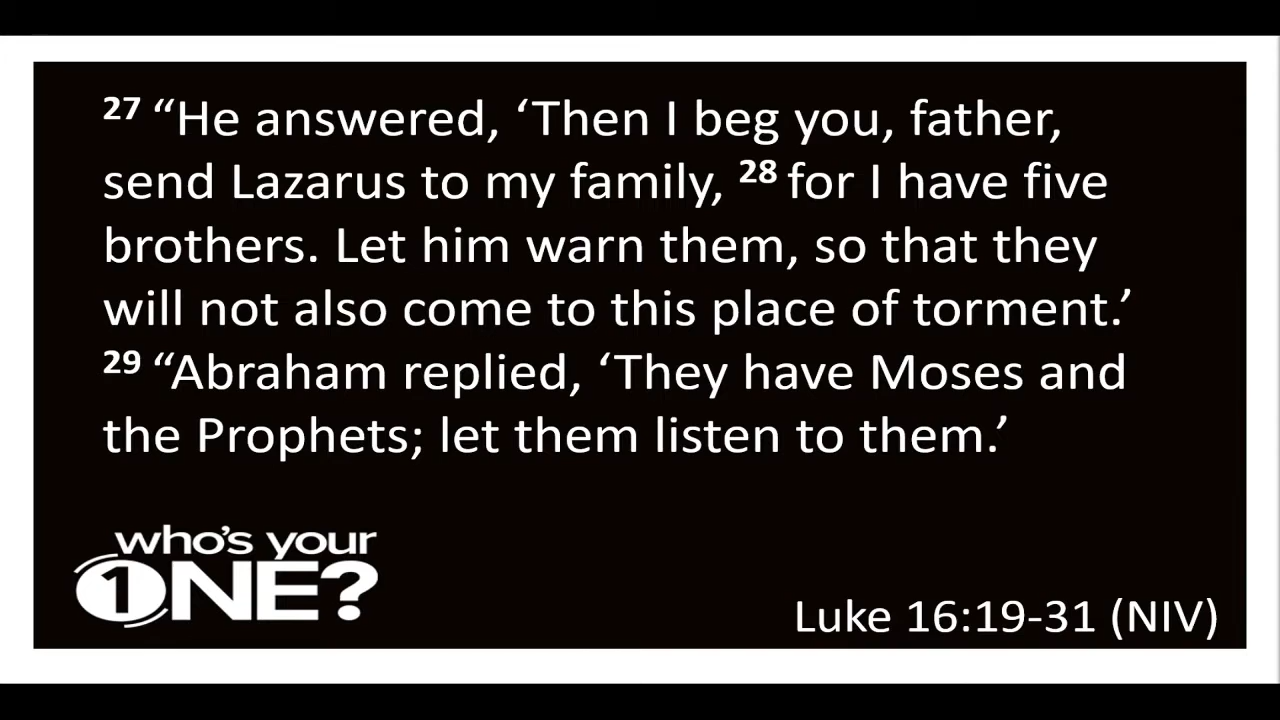 27 “He answered, ‘Then I beg you, father,
send Lazarus to my family, 28 for I have five
brothers. Let him warn them, so that they
will not also come to this place of torment.’
29 “Abraham replied, ‘They have Moses and
the Prophets; let them listen to them.’
who's your
1NE?
Luke 16:19-31 (NIV)